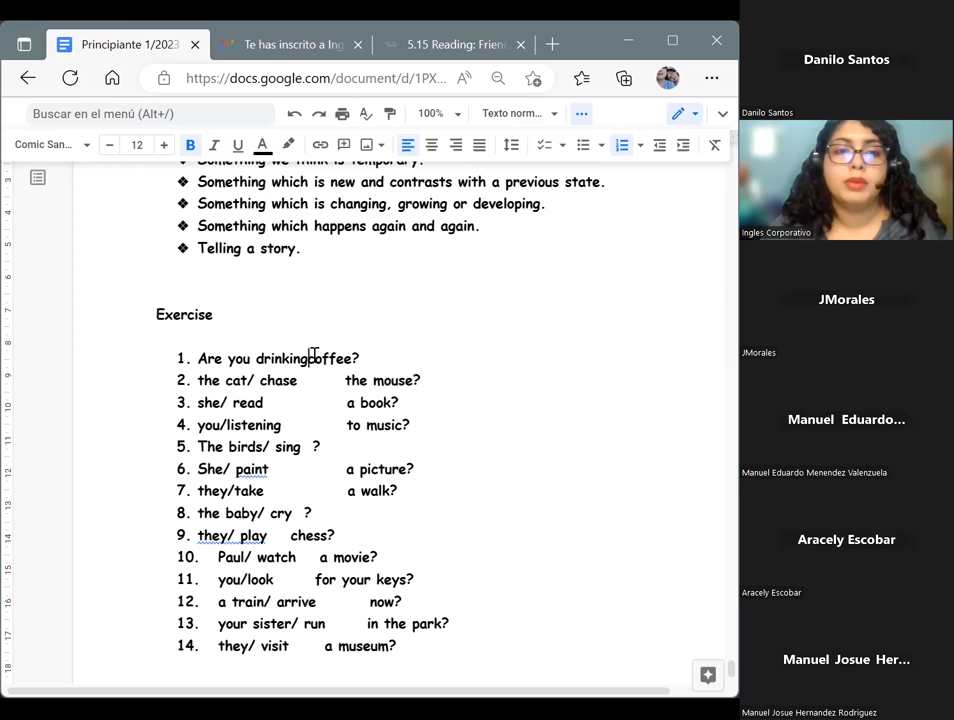 Principiante 1/2023
Te has inscrito a Ing
5.15 Reading: Frien
https://docs.google.com/document/d/1PX...
Buscar en el menú (Alt+/)
100%
Texto norm...
Comic San...
12
Something we think is temporary.
Something which is new and contrasts with a previous state.
Something which is changing, growing or developing.
Something which happens again and again.
Telling a story.
Exercise
1. Are you drinkingcoffee?
2. the cat/ chase the mouse?
3. she/ read a book?
4. you/listening to music?
5. The birds/ sing ?
6. She/ paint a picture?
7. they/take a walk?
8. the baby/ cry ?
9. they/ play chess?
10. Paul/ watch a movie?
11. you/look for your keys?
12. a train/ arrive now?
13. your sister/ run in the park?
14. they/ visit a museum?
Danilo Santos
Danilo Santos
Ingles Corporativo
JMorales
JMorales
Manuel Eduardo...
Manuel Eduardo Menendez Valenzuela
Aracely Escobar
Aracely Escobar
Manuel Josue Her...
Manuel Josue Hernandez Rodriguez